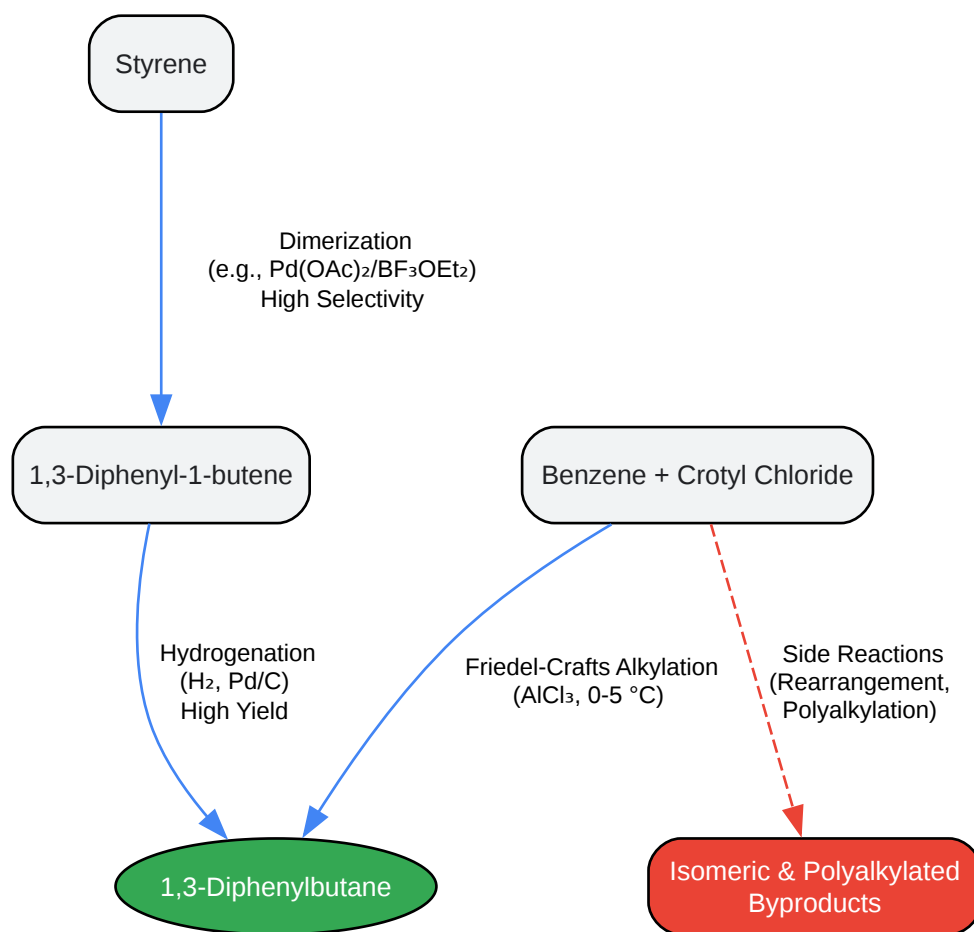 Styrene
Dimerization
(e.g., Pd(OAc)₂/BF₃OEt₂)
High Selectivity
1,3-Diphenyl-1-butene
Benzene + Crotyl Chloride
Hydrogenation
(H₂, Pd/C)
High Yield
Friedel-Crafts Alkylation
(AlCl₃, 0-5 °C)
Side Reactions
(Rearrangement,
Polyalkylation)
1,3-Diphenylbutane
Isomeric & Polyalkylated
Byproducts